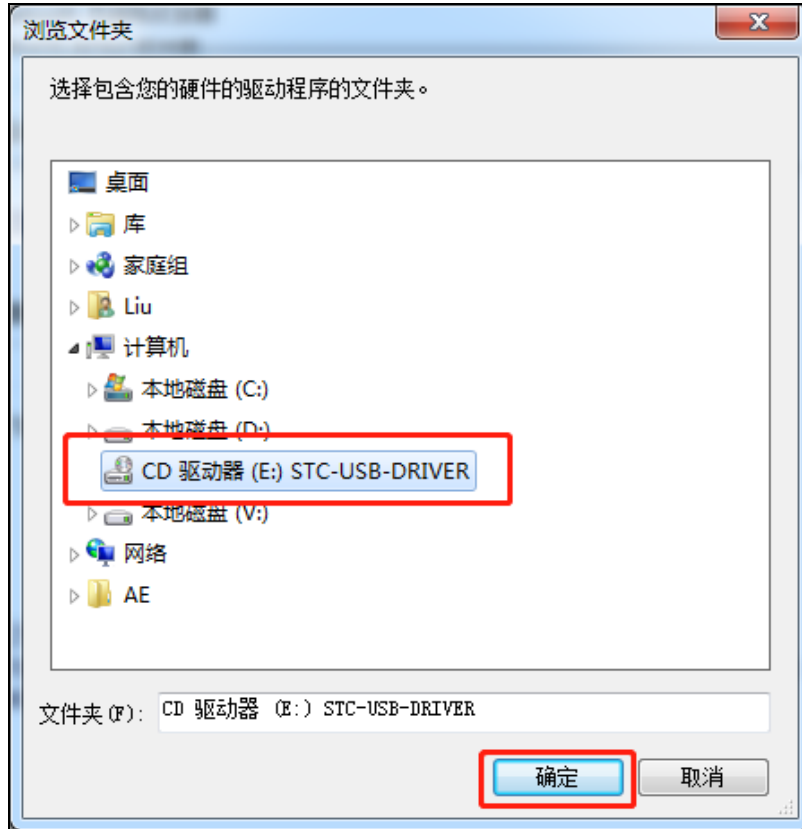 浏览文件夹
选择包含您的硬件的驱动程序的文件夹。
桌面
库
家庭组
Liu
计算机
本地磁盘 (C:)
本地磁盘 (D:)
CD 驱动器 (E:) STC-USB-DRIVER
本地磁盘 (V:)
网络
AE
文件夹(F): CD 驱动器 (E:) STC-USB-DRIVER
确定 取消